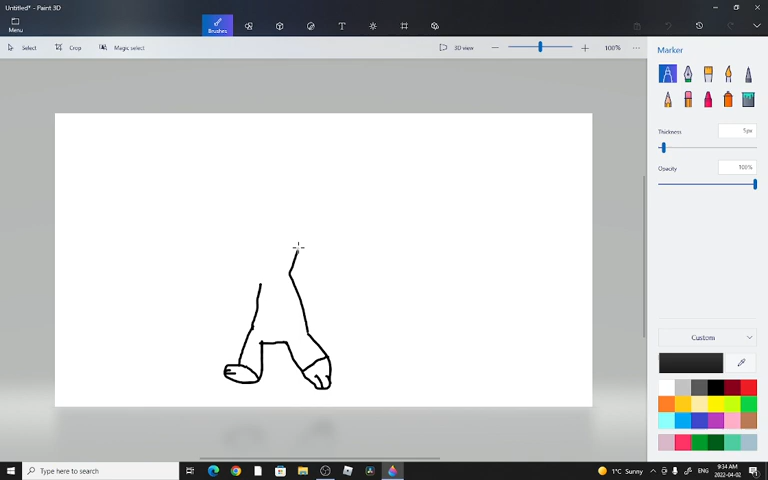 Untitled* - Paint 3D
Menu
Brushes
Select
Crop
Magic select
3D view
100%
Marker
Thickness
5px
Opacity
100%
Custom
Type here to search
1°C Sunny
ENG
9:34 AM
2022-04-02